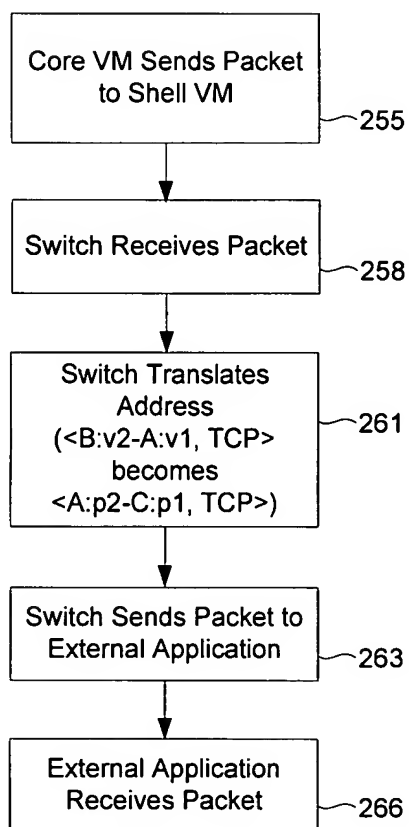 Core VM Sends Packet
to Shell VM
255
Switch Receives Packet
258
Switch Translates
Address
(<B:v2-A:v1, TCP>
becomes
<A:p2-C:p1, TCP>)
261
Switch Sends Packet to
External Application
263
External Application
Receives Packet
266